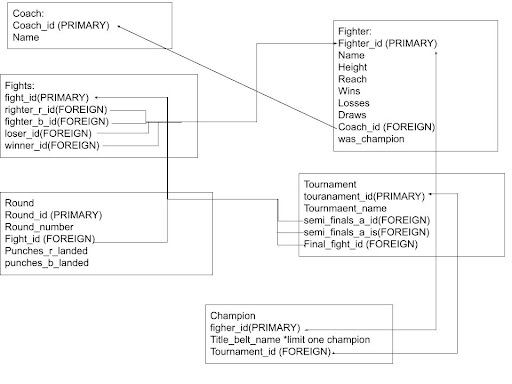 Coach:
Coach_id (PRIMARY)
Name
Fighter:
Fighter_id (PRIMARY)
Name
Height
Reach
Wins
Losses
Draws
Coach_id (FOREIGN)
was_champion
Fights:
fight_id(PRIMARY)
righter_r_id(FOREIGN)
fighter_b_id(FOREIGN)
loser_id(FOREIGN)
winner_id(FOREIGN)
Round
Round_id (PRIMARY)
Round_number
Fight_id (FOREIGN)
Punches_r_landed
punches_b_landed
Tournament
touranament_id(PRIMARY)
Tournmaent_name
semi_finals_a_id(FOREIGN)
semi_finals_a_is(FOREIGN)
Final_fight_id (FOREIGN)
Champion
figher_id(PRIMARY)
Title_belt_name *limit one champion
Tournament_id (FOREIGN)